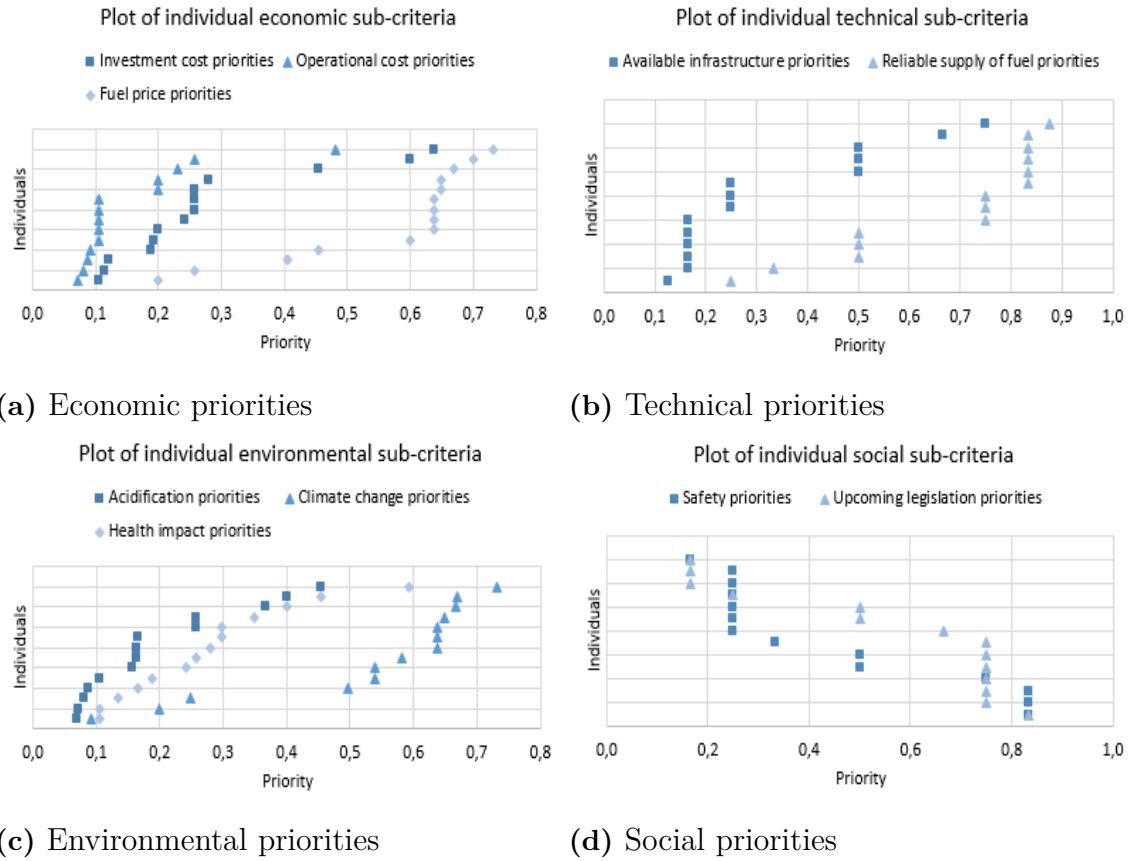 Plot of individual economic sub-criteria
Investment cost priorities Operational cost priorities
Fuel price priorities
Individuals
0,0 0,1 0,2 0,3 0,4 0,5 0,6 0,7 0,8
Priority
(a) Economic priorities
Plot of individual technical sub-criteria
Available infrastructure priorities Reliable supply of fuel priorities
Individuals
0,0 0,1 0,2 0,3 0,4 0,5 0,6 0,7 0,8 0,9 1,0
Priority
(b) Technical priorities
Plot of individual environmental sub-criteria
Acidification priorities Climate change priorities
Health impact priorities
Individuals
0,0 0,1 0,2 0,3 0,4 0,5 0,6 0,7 0,8
Priority
(c) Environmental priorities
Plot of individual social sub-criteria
Safety priorities Upcoming legislation priorities
Individuals
0,0 0,2 0,4 0,6 0,8 1,0
Priority
(d) Social priorities